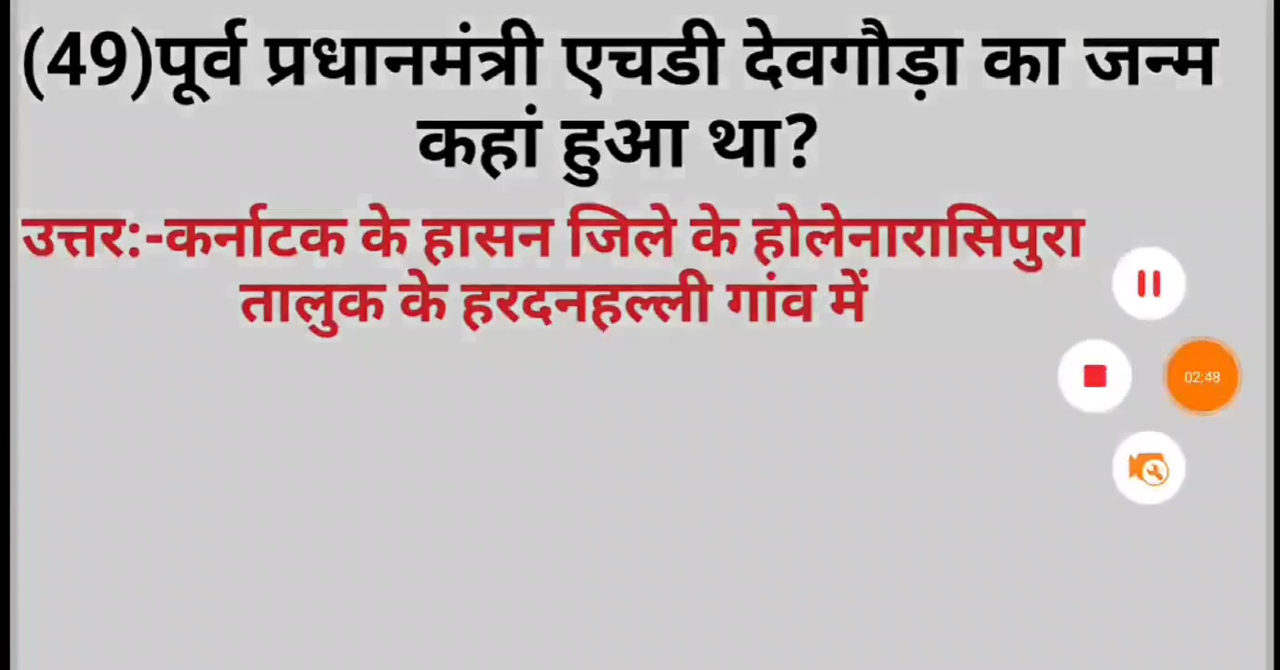 (49)पूर्व प्रधानमंत्री एचडी देवगौड़ा का जन्म
कहां हुआ था?
उत्तर:-कर्नाटक के हासन जिले के होलेनारासिपुरा
तालुक के हरदनहल्ली गांव में
02:48